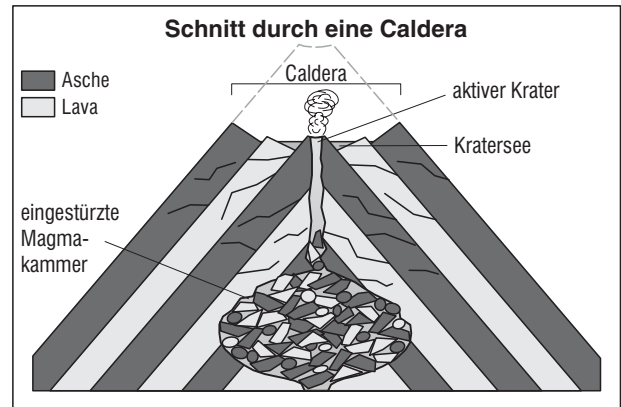 Schnitt durch eine Caldera
Asche
Lava
Caldera
aktiver Krater
Kratersee
eingestürzte
Magma-
kammer